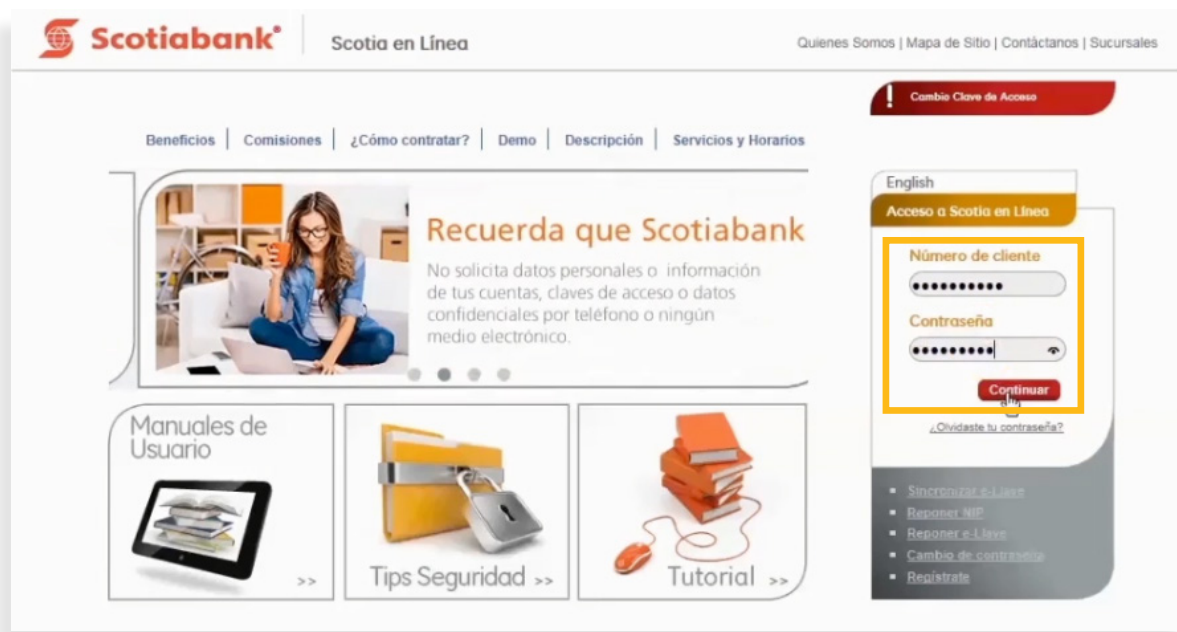 Scotiabank
Scotia en Línea
Quienes Somos | Mapa de Sitio | Contáctanos | Sucursales
Cambio Clave de Acceso
Beneficios | Comisiones | ¿Cómo contratar? | Demo | Descripción | Servicios y Horarios
Recuerda que Scotiabank
No solicita datos personales o información
de tus cuentas, claves de acceso o datos
confidenciales por teléfono o ningún
medio electrónico.
English
Acceso a Scotia en Línea
Número de cliente
Contraseña
Continuar
¿Olvidaste tu contraseña?
Manuales de
Usuario
>>
Tips Seguridad >>
Tutorial >>
Sincronizar e-Llave
Reponer NIP
Reponer e-Llave
Cambio de contraseña
Regístrate